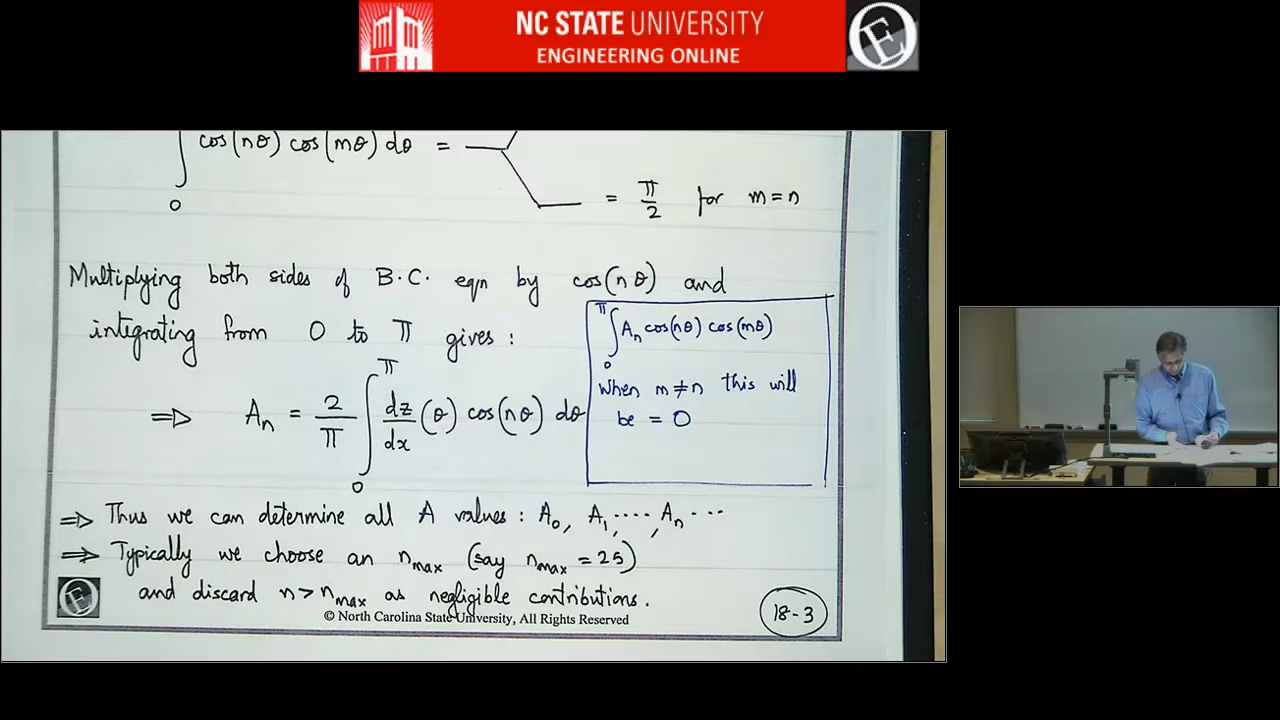 NC STATE UNIVERSITY
ENGINEERING ONLINE
∫₀ cos(nθ) cos(mθ) dθ =
= π/2 for m = n
Multiplying both sides of B.C. eqn by cos(nθ) and
integrating from 0 to π gives :
⇒ Aₙ = 2/π ∫₀^π dz/dx (θ) cos(nθ) dθ
∫₀^π Aₙ cos(nθ) cos(mθ)
When m≠n this will
be = 0
⇒ Thus we can determine all A values : A₀, A₁, ...., Aₙ ...
⇒ Typically we choose an nmax (say nmax = 25)
and discard n > nmax as negligible contributions.
© North Carolina State University, All Rights Reserved
18-3